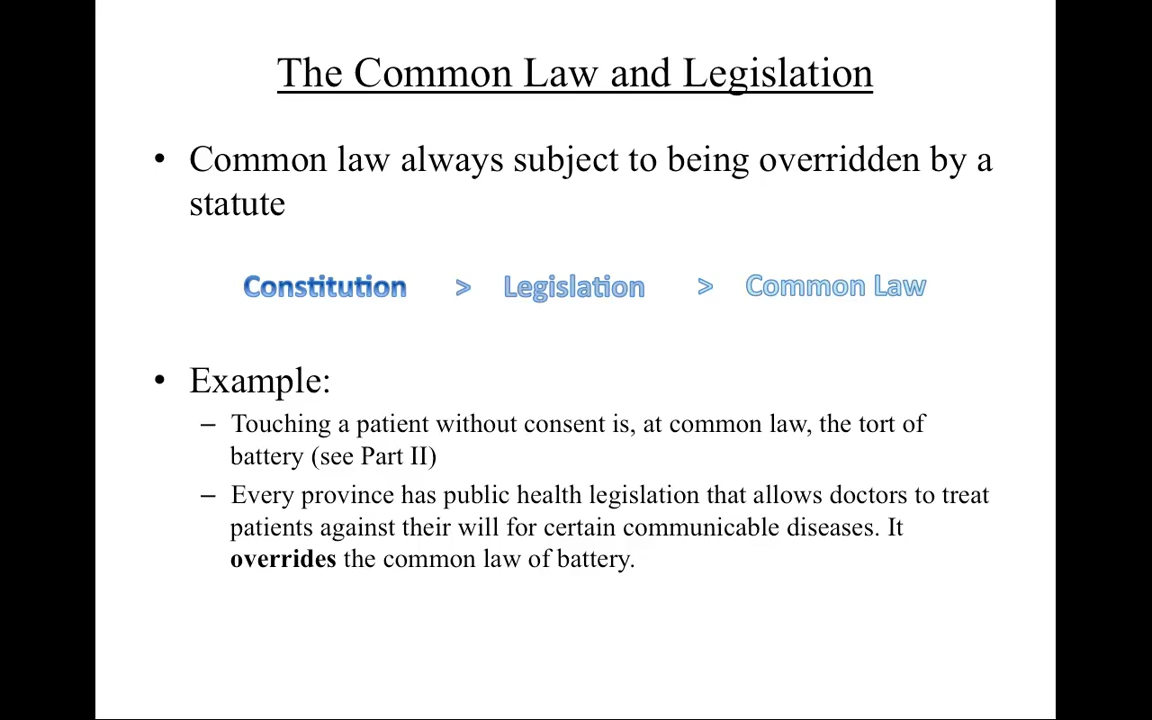 The Common Law and Legislation
• Common law always subject to being overridden by a
statute
Constitution > Legislation > Common Law
• Example:
– Touching a patient without consent is, at common law, the tort of
battery (see Part II)
– Every province has public health legislation that allows doctors to treat
patients against their will for certain communicable diseases. It
overrides the common law of battery.